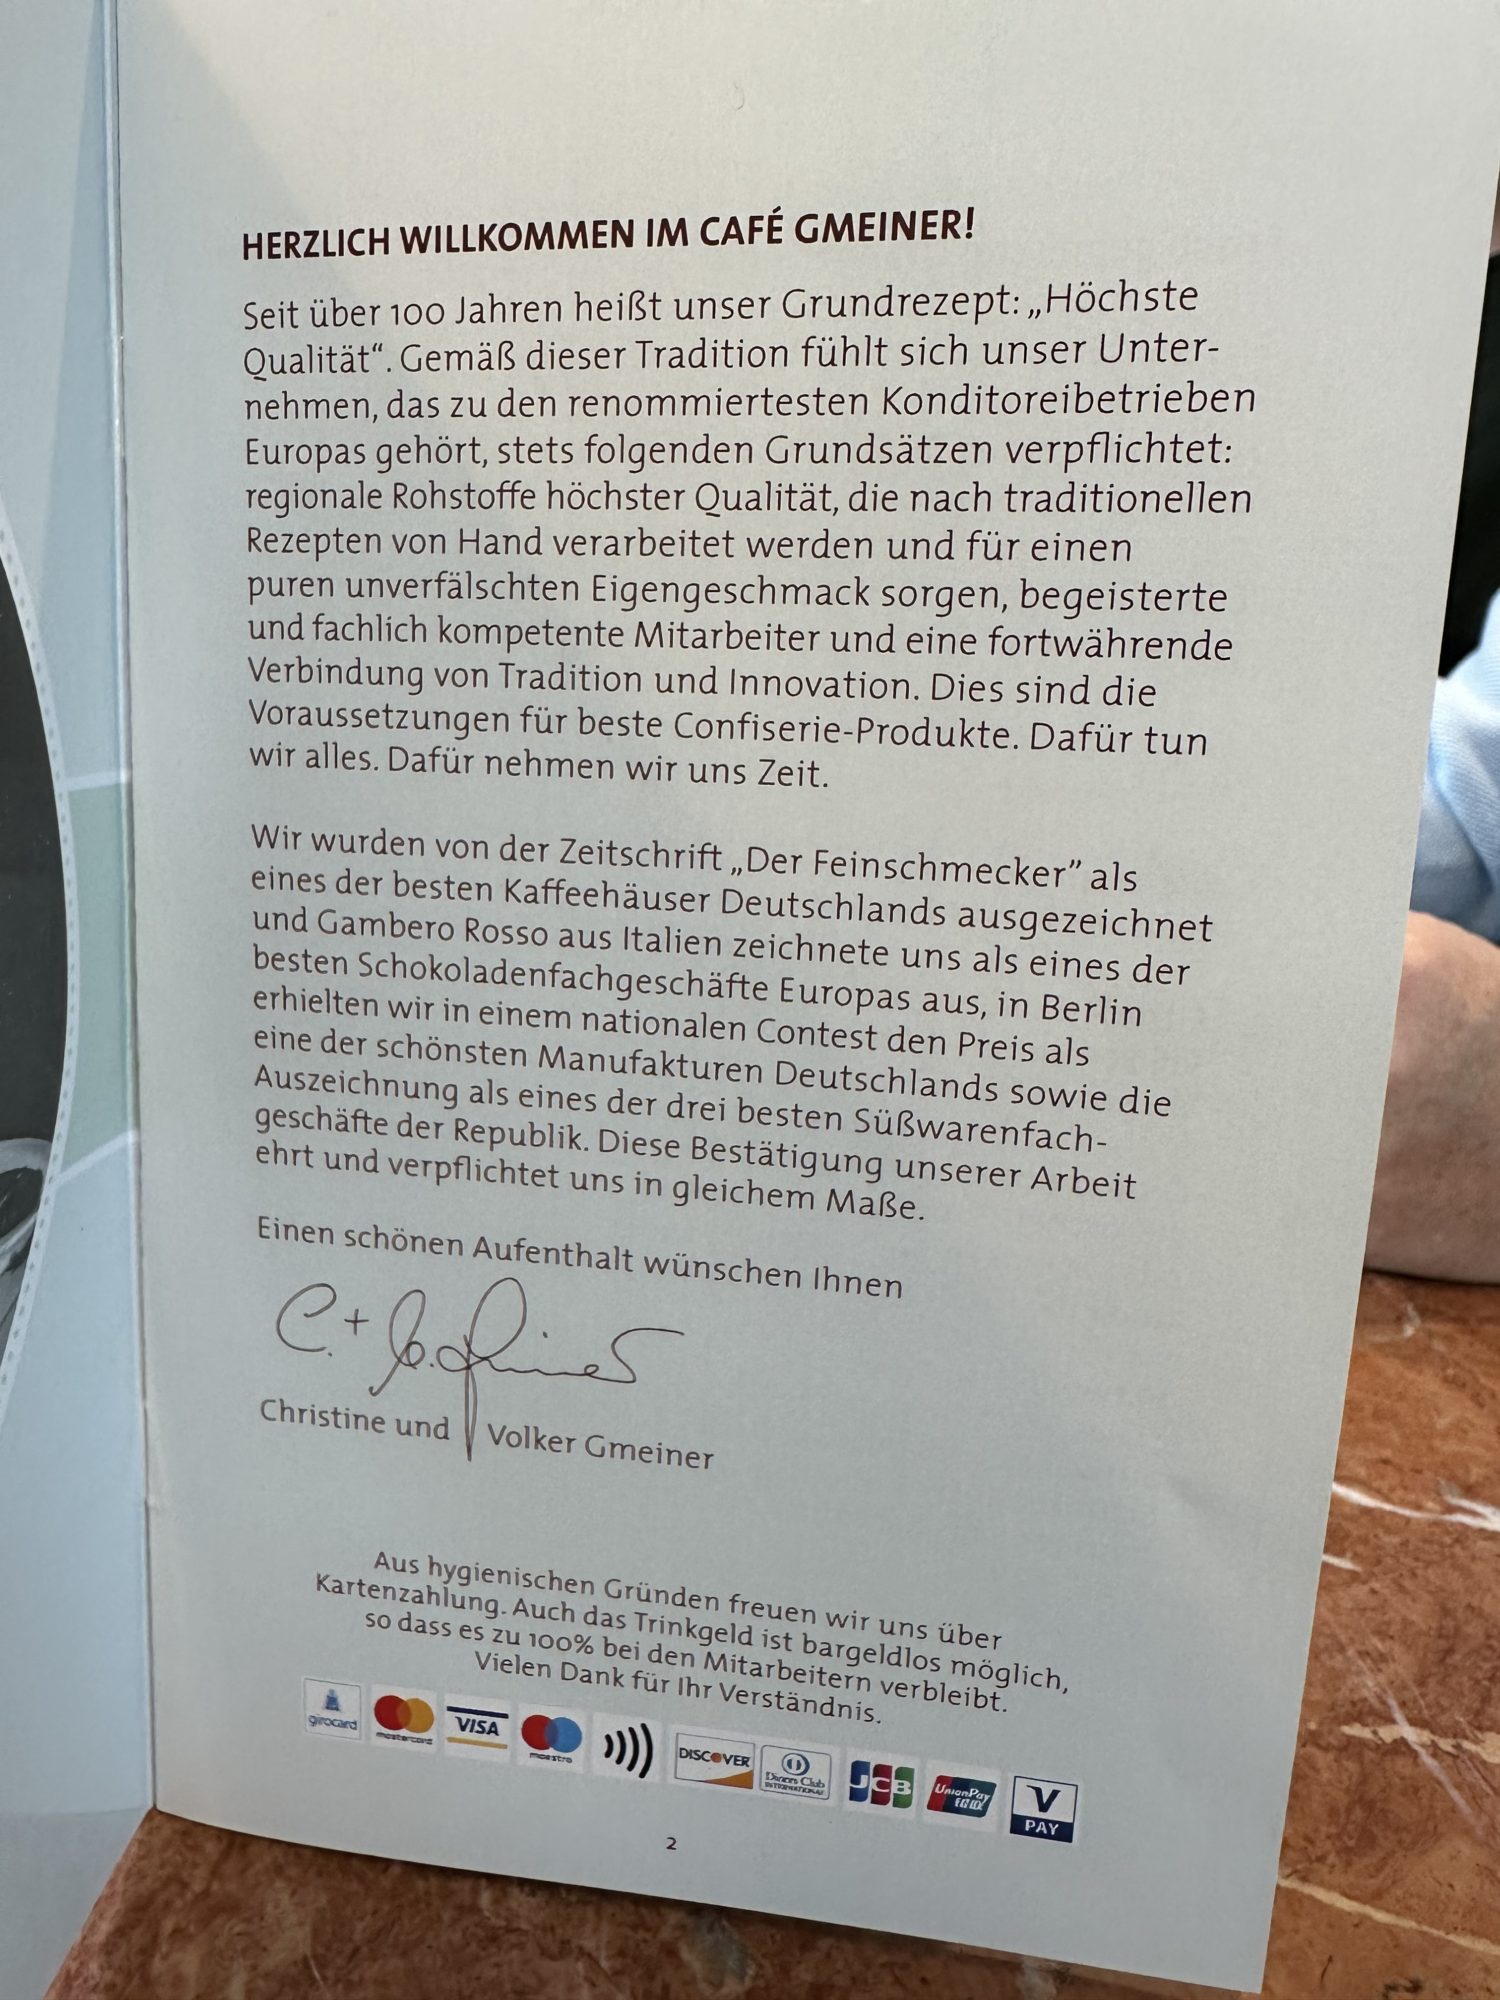 HERZLICH WILLKOMMEN IM CAFÉ GMEINER!
Seit über 100 Jahren heißt unser Grundrezept: „Höchste
Qualität“. Gemäß dieser Tradition fühlt sich unser Unter-
nehmen, das zu den renommiertesten Konditoreibetrieben
Europas gehört, stets folgenden Grundsätzen verpflichtet:
regionale Rohstoffe höchster Qualität, die nach traditionellen
Rezepten von Hand verarbeitet werden und für einen
puren unverfälschten Eigengeschmack sorgen, begeisterte
und fachlich kompetente Mitarbeiter und eine fortwährende
Verbindung von Tradition und Innovation. Dies sind die
Voraussetzungen für beste Confiserie-Produkte. Dafür tun
wir alles. Dafür nehmen wir uns Zeit.
Wir wurden von der Zeitschrift „Der Feinschmecker” als
eines der besten Kaffeehäuser Deutschlands ausgezeichnet
und Gambero Rosso aus Italien zeichnete uns als eines der
besten Schokoladenfachgeschäfte Europas aus, in Berlin
erhielten wir in einem nationalen Contest den Preis als
eine der schönsten Manufakturen Deutschlands sowie die
Auszeichnung als eines der drei besten Süßwarenfach-
geschäfte der Republik. Diese Bestätigung unserer Arbeit
ehrt und verpflichtet uns in gleichem Maße.
Einen schönen Aufenthalt wünschen Ihnen
Christine und Volker Gmeiner
Aus hygienischen Gründen freuen wir uns über
Kartenzahlung. Auch das Trinkgeld ist bargeldlos möglich,
so dass es zu 100% bei den Mitarbeitern verbleibt.
Vielen Dank für Ihr Verständnis.
girocard mastercard VISA maestro DISCOVER Diners Club INTERNATIONAL JCB UnionPay 银联 V PAY
2